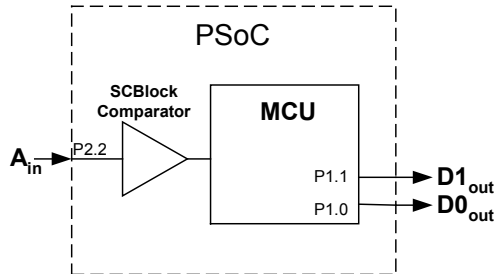 PSoC
SCBlock
Comparator
MCU
A_in
P2.2
P1.1
D1_out
P1.0
D0_out